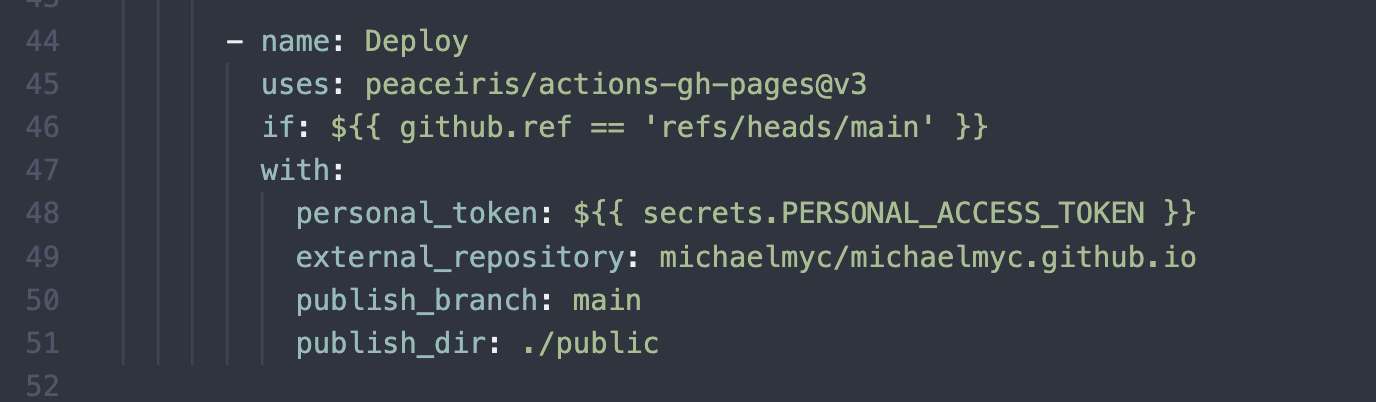 43
44 - name: Deploy
45 uses: peaceiris/actions-gh-pages@v3
46 if: ${{ github.ref == 'refs/heads/main' }}
47 with:
48 personal_token: ${{ secrets.PERSONAL_ACCESS_TOKEN }}
49 external_repository: michaelmyc/michaelmyc.github.io
50 publish_branch: main
51 publish_dir: ./public
52